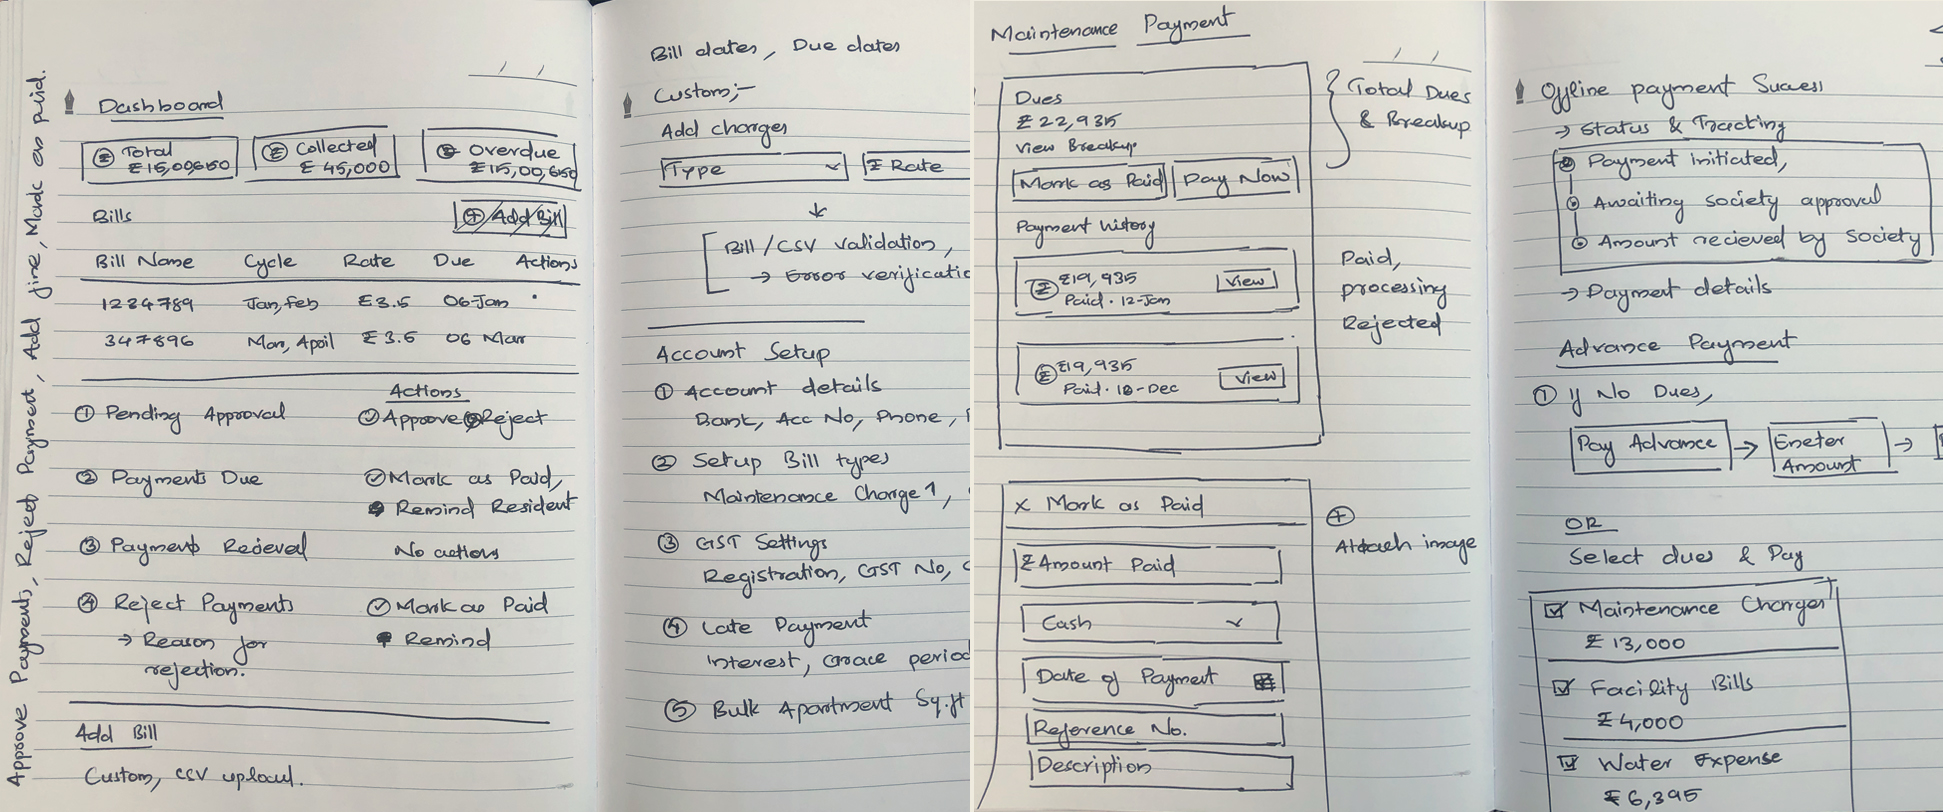 Approve Payments, Reject Payment, Add fine, Mark as paid.
Dashboard
₹ Total
₹15,00,650
₹ Collected
₹ 45,000
Overdue
₹15,00,650
Bills
+ Add Bill
Bill Name Cycle Rate Due Actions
1234789 Jan, Feb ₹3.5 06-Jan
347896 Mar, April ₹3.5 06 Mar
Actions
① Pending Approval Approve Reject
② Payments Due Mark as Paid,
Remind Resident
③ Payments Recieved No actions
④ Reject Payments Mark as Paid
→ Reason for Remind
rejection.
Add Bill
Custom, CSV upload.
Bill dates, Due dates
Custom;-
Add charges
Type ₹ Rate
Bill / CSV validation,
→ Error verificatio
Account Setup
① Account details
Bank, Acc No, Phone,
② Setup Bill types
Maintenance Charge 1,
③ GST Settings
Registration, GST No,
④ Late Payment
Interest, Grace period
⑤ Bulk Apartment Sq.ft
Maintenance Payment
Dues
₹ 22,935
View Breakup
Mark as Paid Pay Now
Total Dues
& Breakup
Payment history
₹ ₹19,935 View
Paid. 12-Jan
₹ ₹19,935 View
Paid. 18-Dec
Paid,
processing
Rejected
X Mark as Paid
₹ Amount Paid
Cash
Date of Payment
Reference No.
Description
+
Attach image
Offline payment Success
→ Status & Tracking
Payment initiated,
Awaiting society approval
Amount recieved by Society
→ Payment details
Advance Payment
① If No Dues,
Pay Advance → Eneter Amount →
OR
Select dues & Pay
Maintenance Charges
₹ 13,000
Facility Bills
₹ 4,000
Water Expense
₹ 6,395